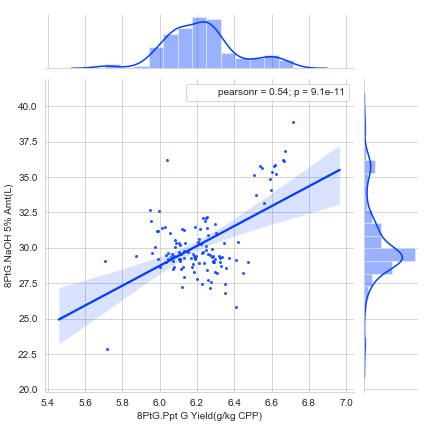 pearsonr = 0.54; p = 9.1e-11
40.0
37.5
35.0
32.5
30.0
27.5
25.0
22.5
20.0
8PtG.NaOH 5% Amt(L)
5.4 5.6 5.8 6.0 6.2 6.4 6.6 6.8 7.0
8PtG.Ppt G Yield(g/kg CPP)